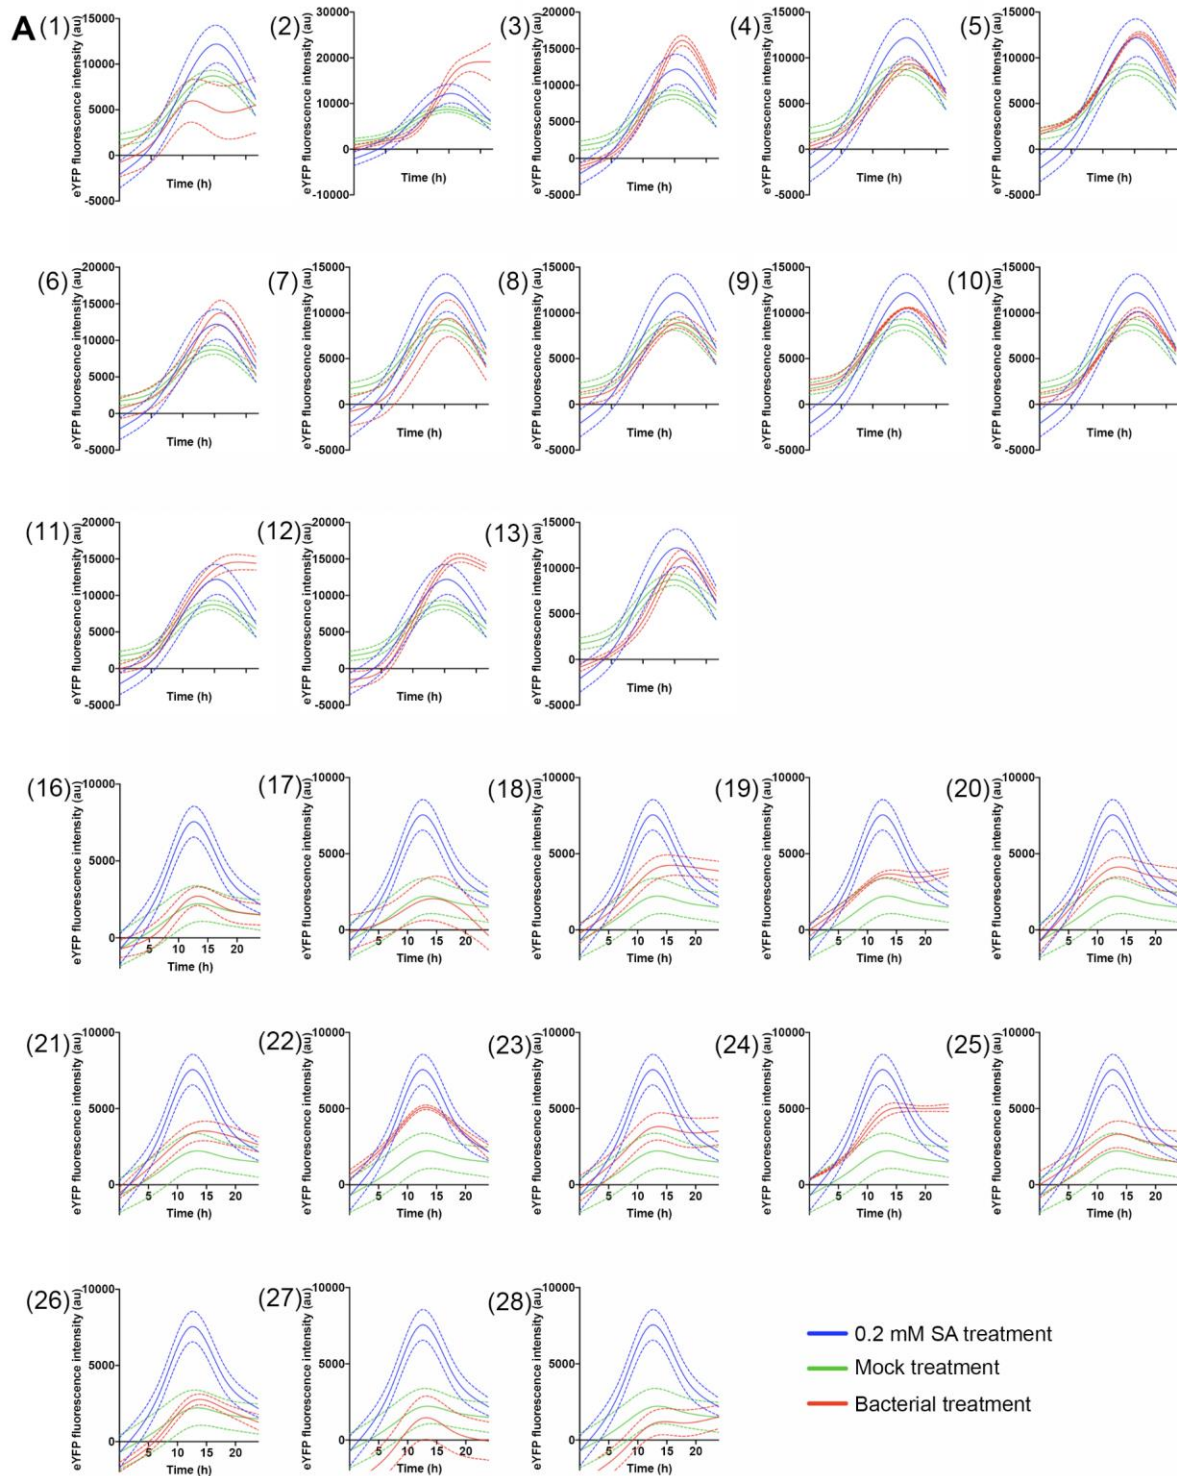 A (1) (2) (3) (4) (5)
eYFP fluorescence intensity (au)
15000
10000
5000
0
-5000
Time (h)
eYFP fluorescence intensity (au)
30000
20000
10000
0
-10000
Time (h)
eYFP fluorescence intensity (au)
20000
15000
10000
5000
0
-5000
Time (h)
eYFP fluorescence intensity (au)
15000
10000
5000
0
-5000
Time (h)
eYFP fluorescence intensity (au)
15000
10000
5000
0
-5000
Time (h)
(6) (7) (8) (9) (10)
eYFP fluorescence intensity (au)
20000
15000
10000
5000
0
-5000
Time (h)
eYFP fluorescence intensity (au)
15000
10000
5000
0
-5000
Time (h)
eYFP fluorescence intensity (au)
15000
10000
5000
0
-5000
Time (h)
eYFP fluorescence intensity (au)
15000
10000
5000
0
-5000
Time (h)
eYFP fluorescence intensity (au)
15000
10000
5000
0
-5000
Time (h)
(11) (12) (13)
eYFP fluorescence intensity (au)
20000
15000
10000
5000
0
-5000
Time (h)
eYFP fluorescence intensity (au)
20000
15000
10000
5000
0
-5000
Time (h)
eYFP fluorescence intensity (au)
15000
10000
5000
0
-5000
Time (h)
(16) (17) (18) (19) (20)
eYFP fluorescence intensity (au)
10000
5000
0
5 10 15 20
Time (h)
eYFP fluorescence intensity (au)
10000
5000
0
5 10 15 20
Time (h)
eYFP fluorescence intensity (au)
10000
5000
0
5 10 15 20
Time (h)
eYFP fluorescence intensity (au)
10000
5000
0
5 10 15 20
Time (h)
eYFP fluorescence intensity (au)
10000
5000
0
5 10 15 20
Time (h)
(21) (22) (23) (24) (25)
eYFP fluorescence intensity (au)
10000
5000
0
5 10 15 20
Time (h)
eYFP fluorescence intensity (au)
10000
5000
0
5 10 15 20
Time (h)
eYFP fluorescence intensity (au)
10000
5000
0
5 10 15 20
Time (h)
eYFP fluorescence intensity (au)
10000
5000
0
5 10 15 20
Time (h)
eYFP fluorescence intensity (au)
10000
5000
0
5 10 15 20
Time (h)
(26) (27) (28)
eYFP fluorescence intensity (au)
10000
5000
0
5 10 15 20
Time (h)
eYFP fluorescence intensity (au)
10000
5000
0
5 10 15 20
Time (h)
eYFP fluorescence intensity (au)
10000
5000
0
5 10 15 20
Time (h)
0.2 mM SA treatment
Mock treatment
Bacterial treatment